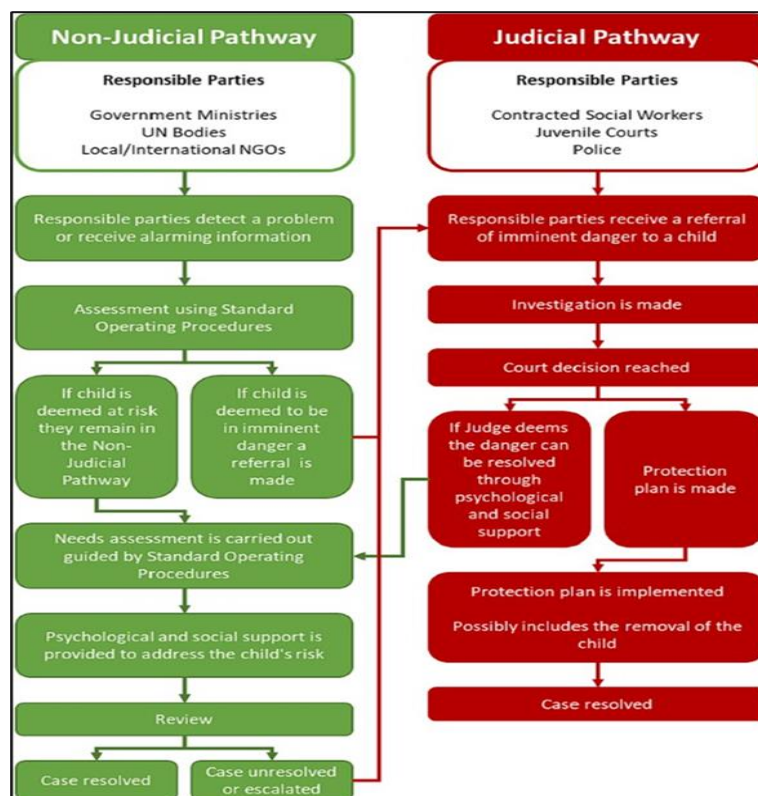 Non-Judicial Pathway
Responsible Parties
Government Ministries
UN Bodies
Local/International NGOs
Responsible parties detect a problem
or receive alarming information
Assessment using Standard
Operating Procedures
If child is
deemed at risk
they remain in
the Non-
Judicial
Pathway
If child is
deemed to be
in imminent
danger a
referral is
made
Needs assessment is carried out
guided by Standard Operating
Procedures
Psychological and social support is
provided to address the child's risk
Review
Case resolved
Case unresolved
or escalated
Judicial Pathway
Responsible Parties
Contracted Social Workers
Juvenile Courts
Police
Responsible parties receive a referral
of imminent danger to a child
Investigation is made
Court decision reached
If Judge deems
the danger can
be resolved
through
psychological
and social
support
Protection
plan is made
Protection plan is implemented
Possibly includes the removal of the
child
Case resolved